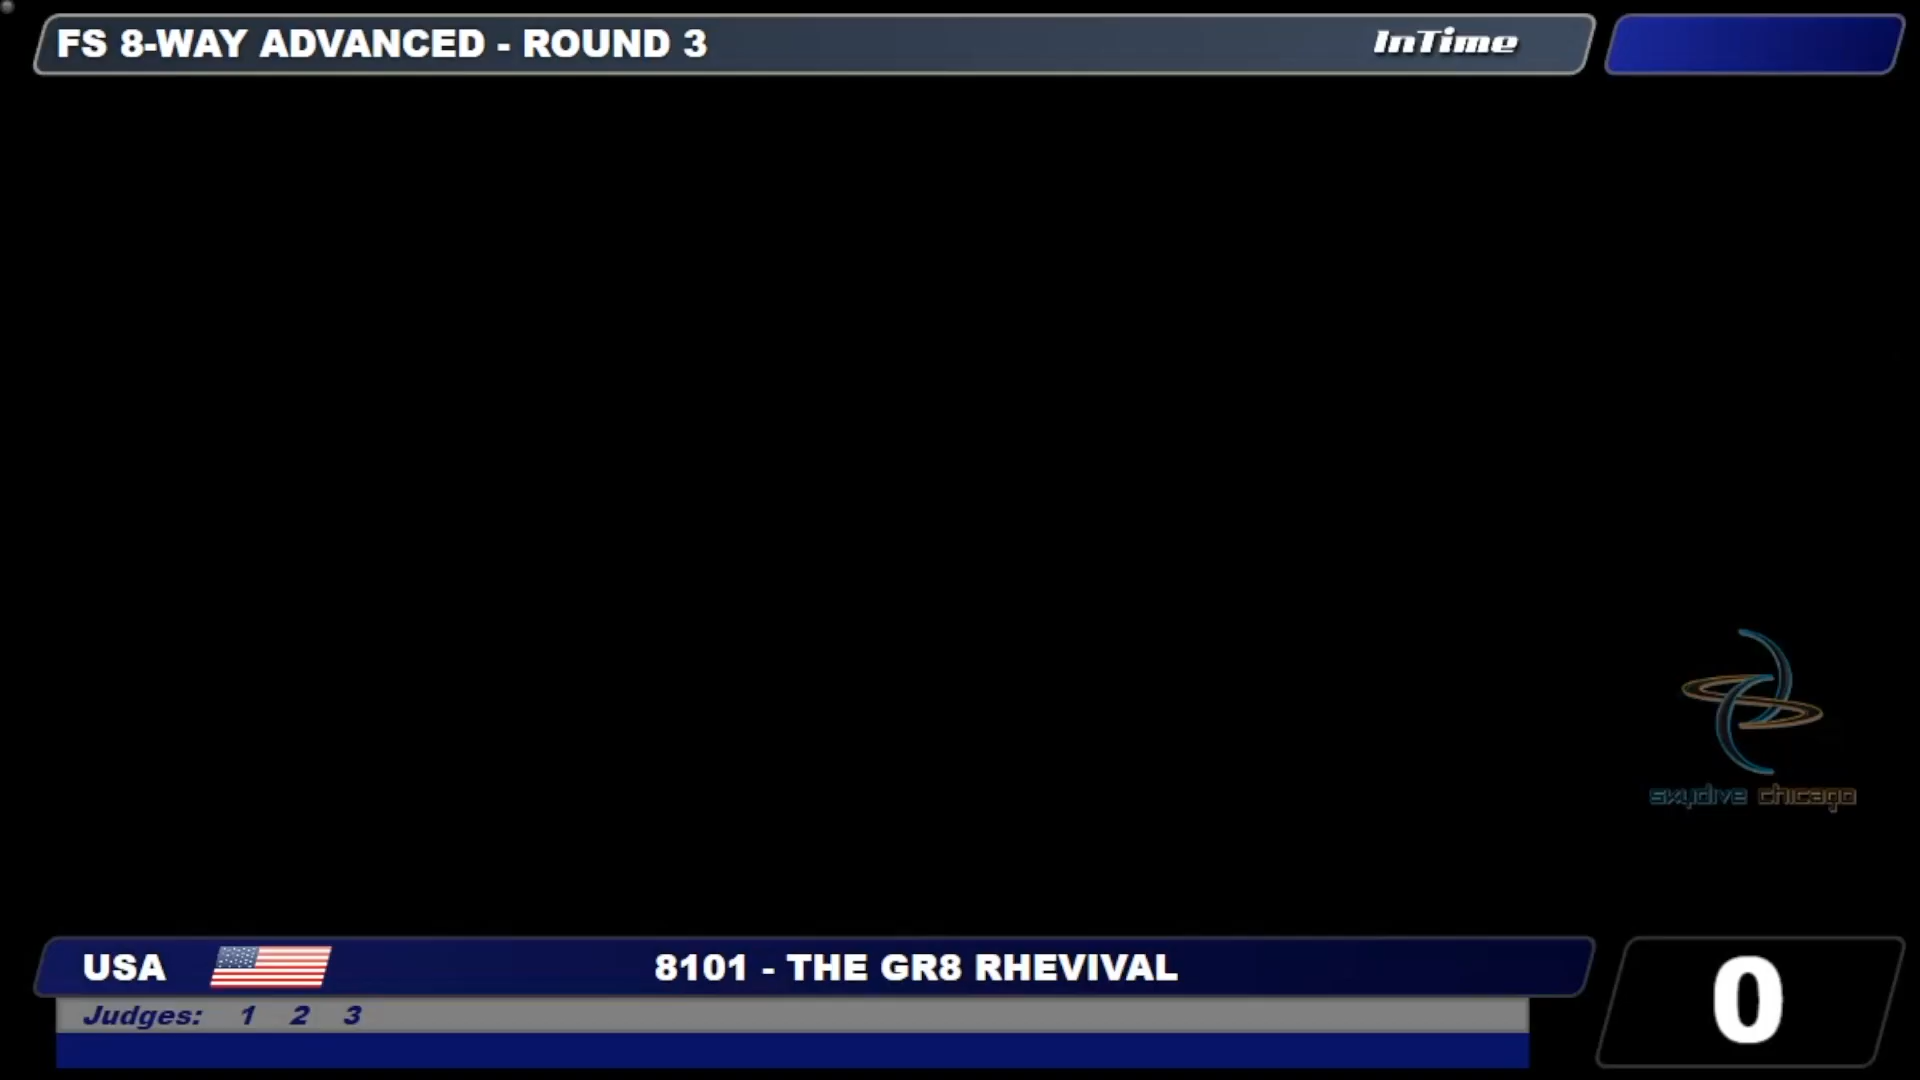 FS 8-WAY ADVANCED - ROUND 3
InTime
skydive chicago
USA
8101 - THE GR8 RHEVIVAL
0
Judges: 1 2 3